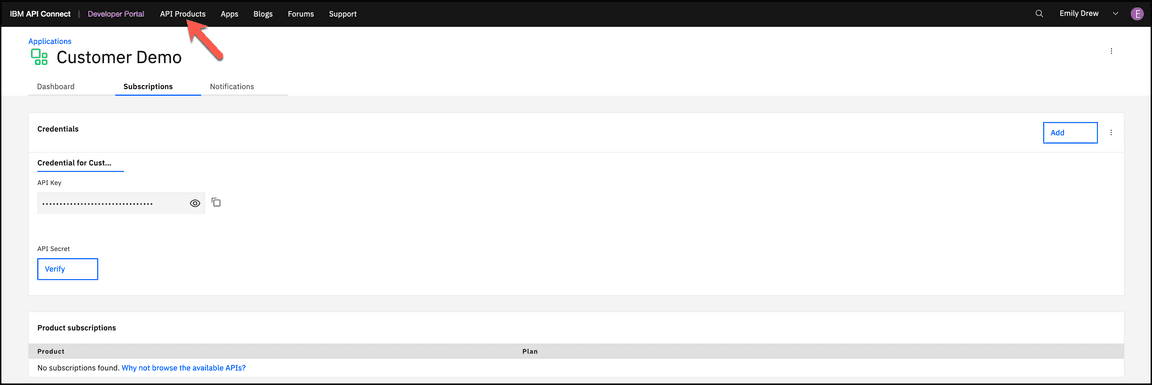 IBM API Connect | Developer Portal API Products Apps Blogs Forums Support Emily Drew E
Applications
Customer Demo
Dashboard Subscriptions Notifications
Credentials
Add
Credential for Cust...
API Key
................................
API Secret
Verify
Product subscriptions
Product Plan
No subscriptions found. Why not browse the available APIs?